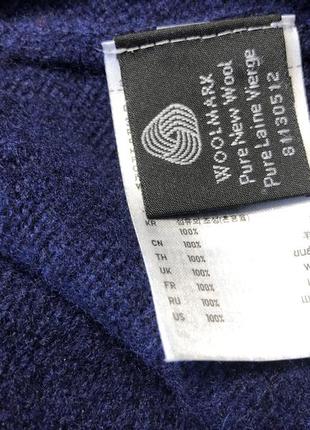 WOOLMARK
Pure New Wool
Pure Laine Vierge
81130512
KR
100%
CN 100%
TH 100%
UK 100%
FR 100%
RU 100%
US 100%